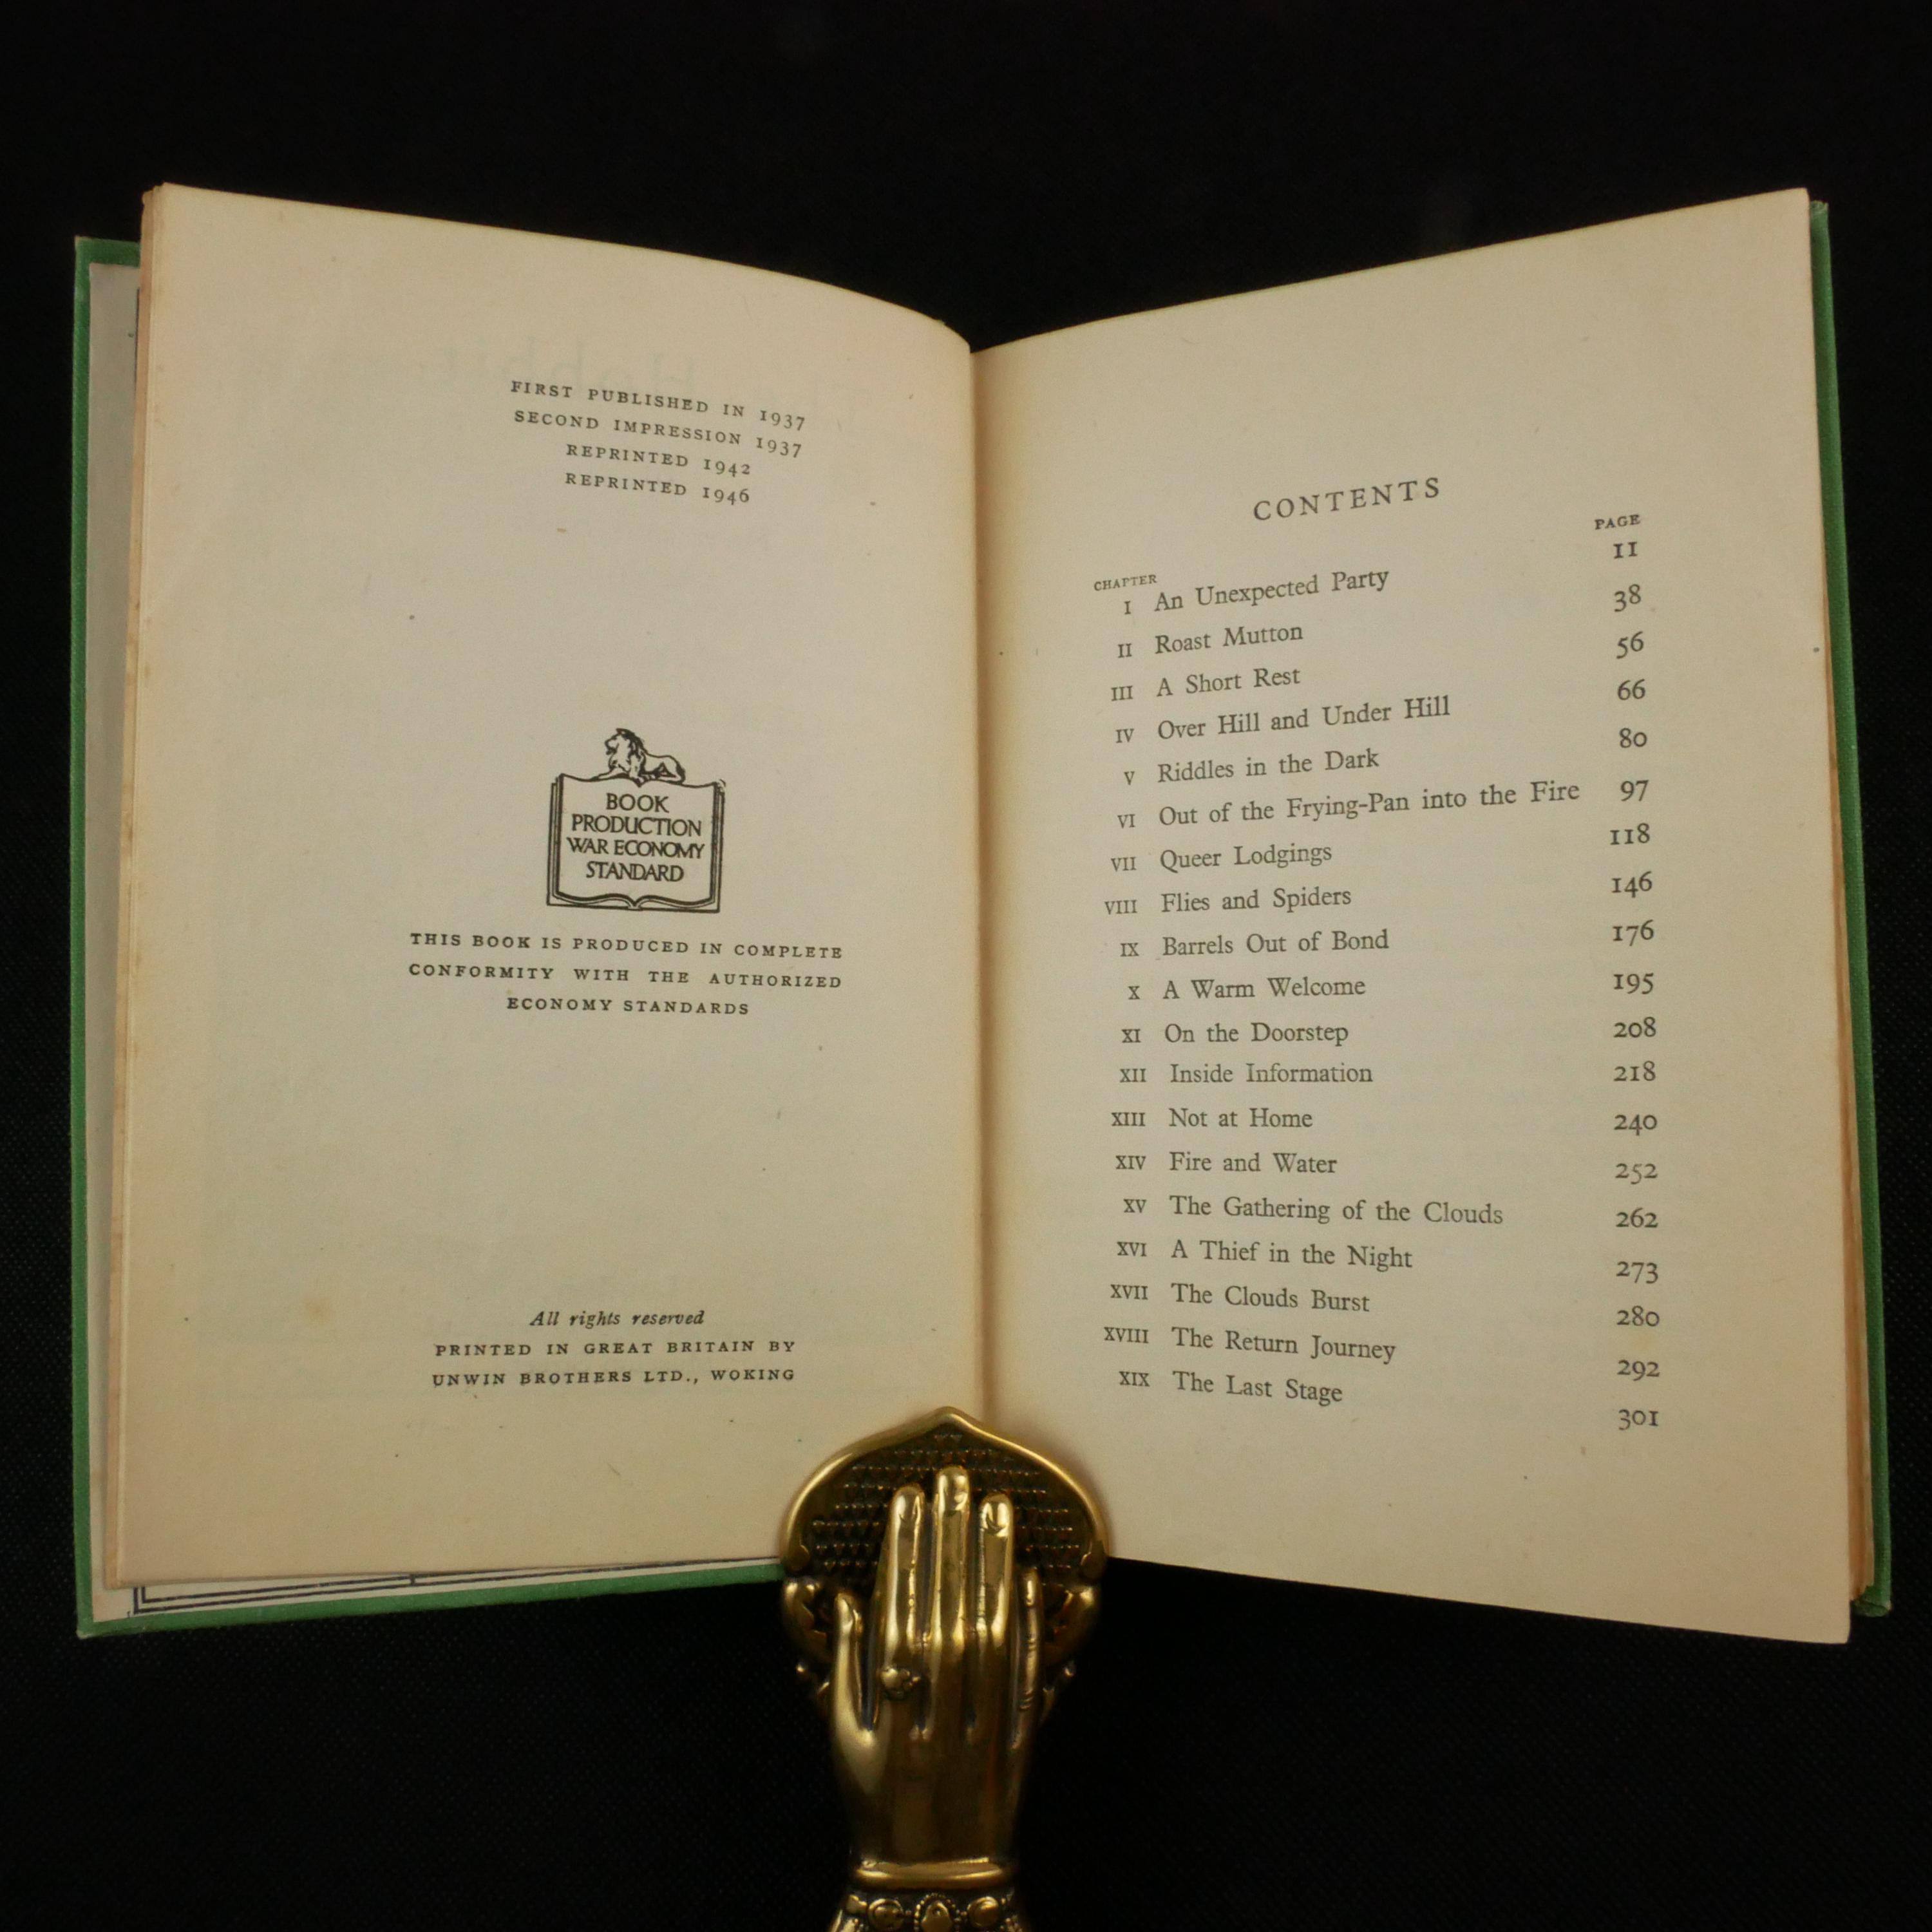 FIRST PUBLISHED IN 1937
SECOND IMPRESSION 1937
REPRINTED 1942
REPRINTED 1946
BOOK
PRODUCTION
WAR ECONOMY
STANDARD
THIS BOOK IS PRODUCED IN COMPLETE
CONFORMITY WITH THE AUTHORIZED
ECONOMY STANDARDS
All rights reserved
PRINTED IN GREAT BRITAIN BY
UNWIN BROTHERS LTD., WOKING
CONTENTS
CHAPTER PAGE
I An Unexpected Party 11
II Roast Mutton 38
III A Short Rest 56
IV Over Hill and Under Hill 66
V Riddles in the Dark 80
VI Out of the Frying-Pan into the Fire 97
VII Queer Lodgings 118
VIII Flies and Spiders 146
IX Barrels Out of Bond 176
X A Warm Welcome 195
XI On the Doorstep 208
XII Inside Information 218
XIII Not at Home 240
XIV Fire and Water 252
XV The Gathering of the Clouds 262
XVI A Thief in the Night 273
XVII The Clouds Burst 280
XVIII The Return Journey 292
XIX The Last Stage 301